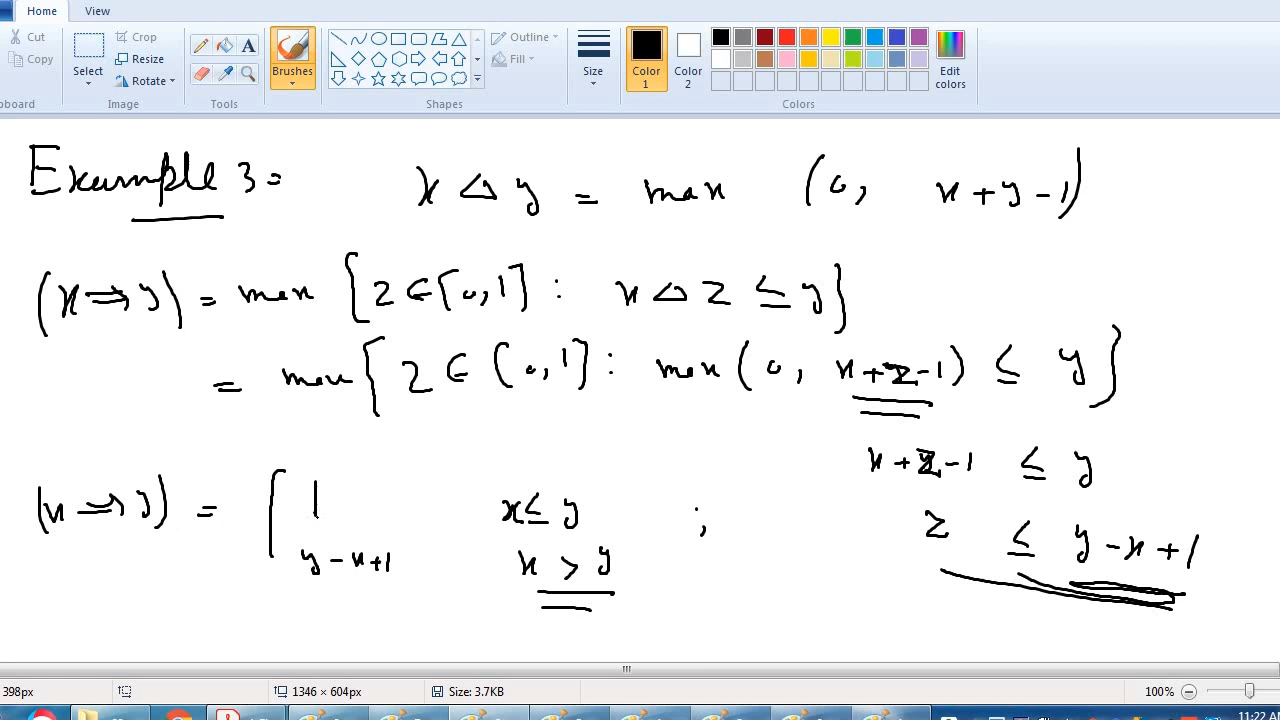 Home View
Cut
Copy
Select
Crop
Resize
Rotate
Brushes
Outline
Fill
Size
Color 1
Color 2
Edit colors
Image
Tools
Shapes
Colors
Example 3=
x △ y = max (0, x+y-1)
(x ⇒ y) = max {z ∈ [0,1] : x △ z ≤ y}
= max {z ∈ [0,1] : max (0, x+z-1) ≤ y}
x+z-1 ≤ y
(x ⇒ y) = [ 1 x ≤ y ;
z ≤ y-x+1
y-x+1 x > y
398px
1346 × 604px
Size: 3.7KB
100%